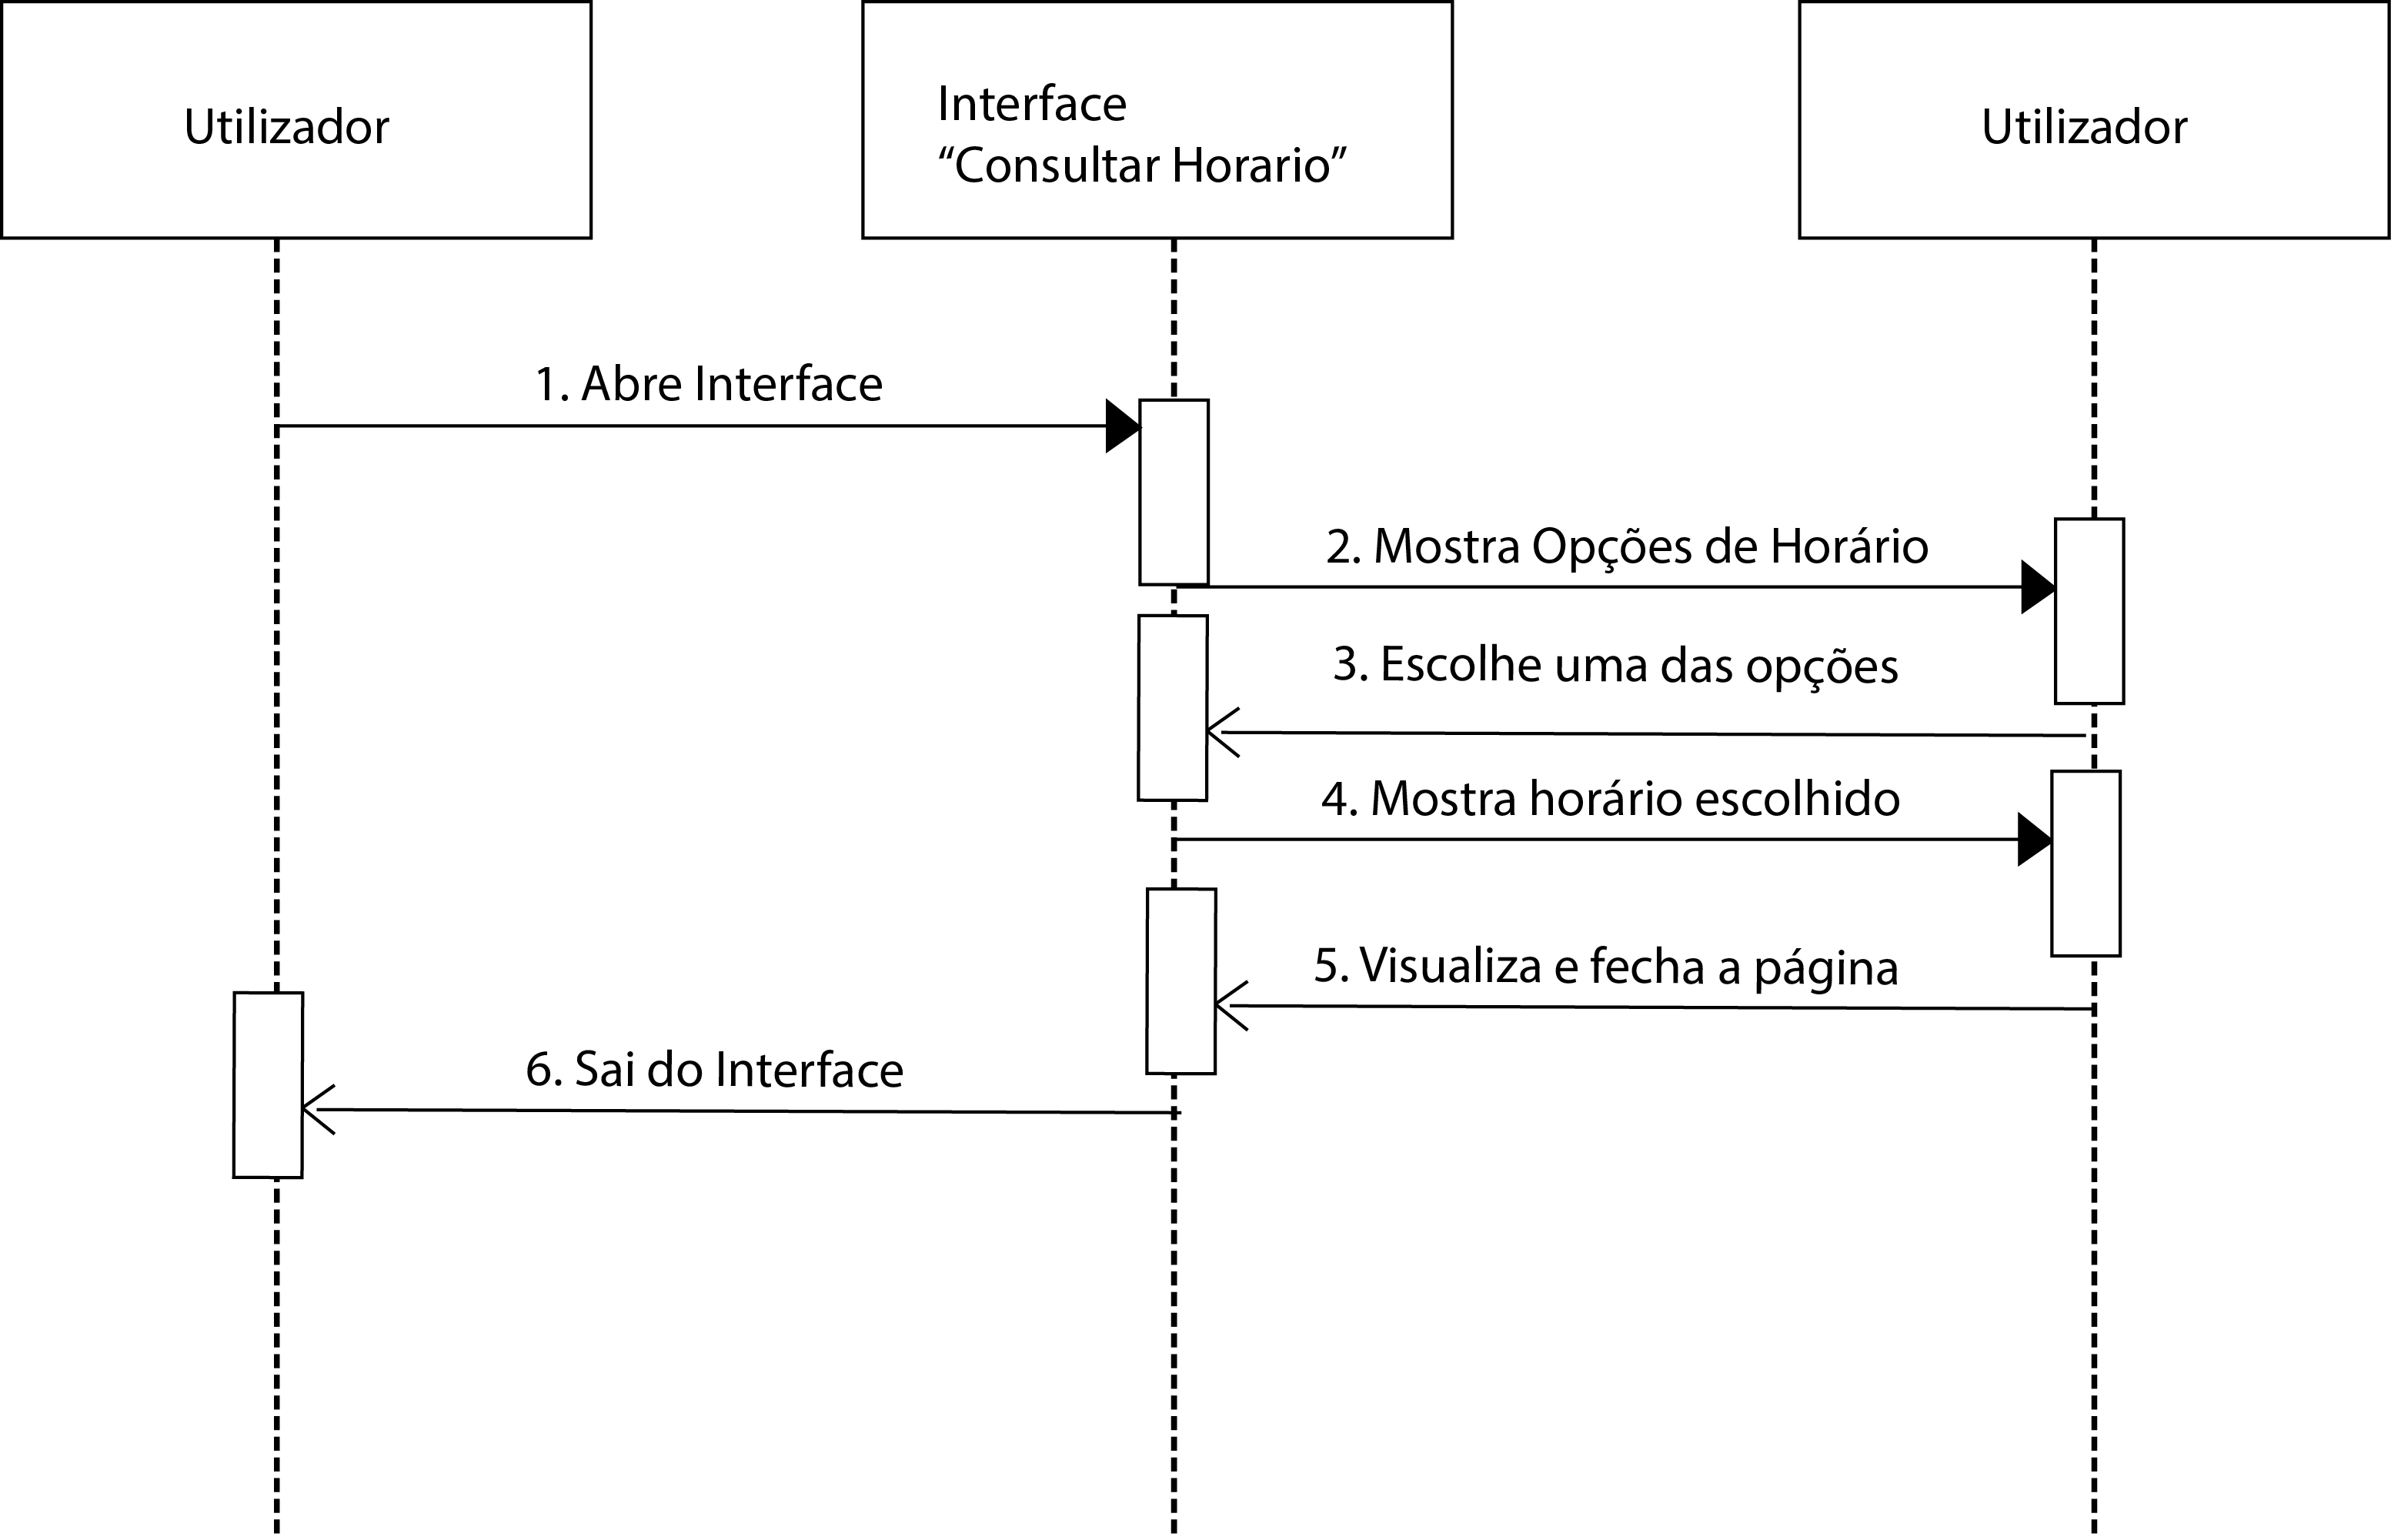 Utilizador
Interface
“Consultar Horario”
Utilizador
1. Abre Interface
2. Mostra Opções de Horário
3. Escolhe uma das opções
4. Mostra horário escolhido
5. Visualiza e fecha a página
6. Sai do Interface